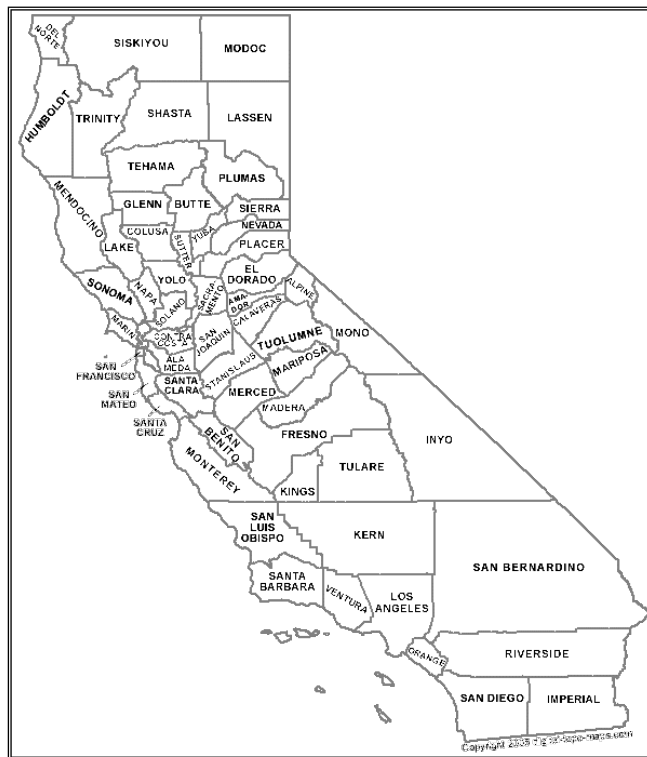 DEL
NORTE
SISKIYOU
MODOC
HUMBOLDT
TRINITY
SHASTA
LASSEN
TEHAMA
PLUMAS
MENDOCINO
GLENN
BUTTE
SIERRA
LAKE
COLUSA
SUTTER
YUBA
NEVADA
PLACER
SONOMA
NAPA
YOLO
EL
DORADO
ALPINE
SACRA
MENTO
AMA-
DOR
SOLANO
CALAVERAS
MARIN
CONTRA
COSTA
SAN
JOAQUIN
TUOLUMNE
MONO
SAN
FRANCISCO
ALA
MEDA
STANISLAUS
MARIPOSA
SAN
MATEO
SANTA
CLARA
MERCED
MADERA
SANTA
CRUZ
SAN
BENITO
FRESNO
INYO
MONTEREY
KINGS
TULARE
SAN
LUIS
OBISPO
KERN
SAN BERNARDINO
SANTA
BARBARA
VENTURA
LOS
ANGELES
ORANGE
RIVERSIDE
SAN DIEGO
IMPERIAL
Copyright